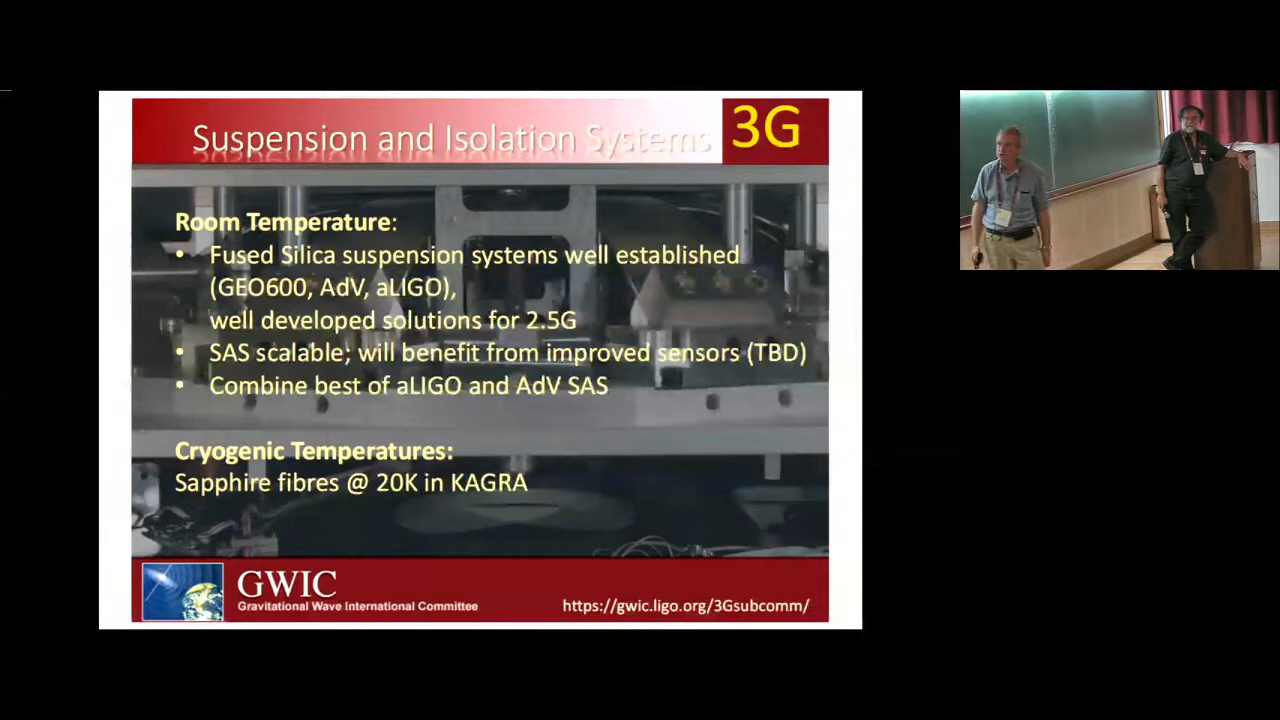 Suspension and Isolation Systems
3G
Room Temperature:
• Fused Silica suspension systems well established
(GEO600, AdV, aLIGO),
well developed solutions for 2.5G
• SAS scalable; will benefit from improved sensors (TBD)
• Combine best of aLIGO and AdV SAS
Cryogenic Temperatures:
Sapphire fibres @ 20K in KAGRA
GWIC
Gravitational Wave International Committee
https://gwic.ligo.org/3Gsubcomm/